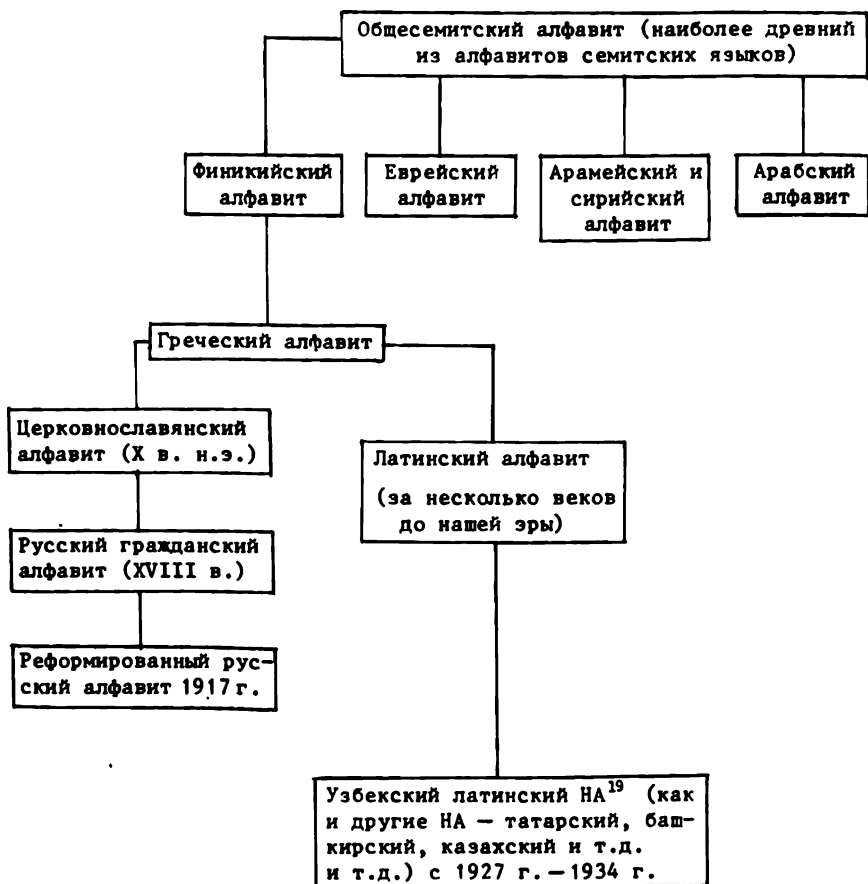 Общесемитский алфавит (наиболее древний
из алфавитов семитских языков)
Финикийский
алфавит
Еврейский
алфавит
Арамейский и
сирийский
алфавит
Арабский
алфавит
Греческий алфавит
Церковнославянский
алфавит (X в. н.э.)
Латинский алфавит
(за несколько веков
до нашей эры)
Русский гражданский
алфавит (XVIII в.)
Реформированный рус-
ский алфавит 1917 г.
Узбекский латинский НА¹⁹ (как
и другие НА — татарский, баш-
кирский, казахский и т.д.
и т.д.) с 1927 г. — 1934 г.